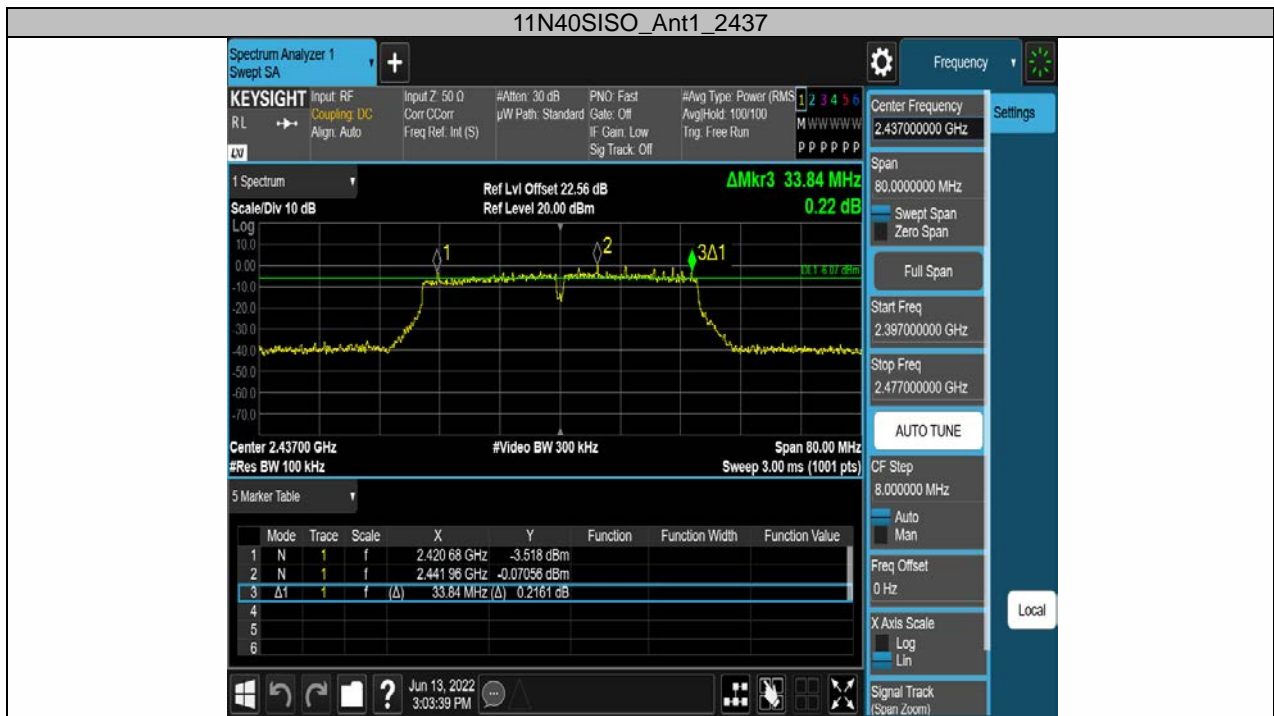 11N40SISO_Ant1_2437
Spectrum Analyzer 1
Swept SA
Frequency
KEYSIGHT
RL
LXI
Input: RF
Coupling: DC
Align: Auto
Input Z: 50 Ω
Corr CCorr
Freq Ref: Int (S)
#Atten: 30 dB
µW Path: Standard
PNO: Fast
Gate: Off
IF Gain: Low
Sig Track: Off
#Avg Type: Power (RMS
Avg|Hold: 100/100
Trig: Free Run
1 2 3 4 5 6
M W W W W W
P P P P P P
1 Spectrum
Scale/Div 10 dB
Ref Lvl Offset 22.56 dB
Ref Level 20.00 dBm
ΔMkr3 33.84 MHz
0.22 dB
Log
10.0
0.00
-10.0
-20.0
-30.0
-40.0
-50.0
-60.0
-70.0
1
2
3Δ1
DL1 -6.07 dBm
Center 2.43700 GHz
#Video BW 300 kHz
Span 80.00 MHz
#Res BW 100 kHz
Sweep 3.00 ms (1001 pts)
5 Marker Table
Mode Trace Scale X Y Function Function Width Function Value
1 N 1 f 2.420 68 GHz -3.518 dBm
2 N 1 f 2.441 96 GHz -0.07056 dBm
3 Δ1 1 f (Δ) 33.84 MHz (Δ) 0.2161 dB
4
5
6
Jun 13, 2022
3:03:39 PM
Center Frequency
2.437000000 GHz
Settings
Span
80.0000000 MHz
Swept Span
Zero Span
Full Span
Start Freq
2.397000000 GHz
Stop Freq
2.477000000 GHz
AUTO TUNE
CF Step
8.000000 MHz
Auto
Man
Freq Offset
0 Hz
X Axis Scale
Log
Lin
Local
Signal Track
(Span Zoom)